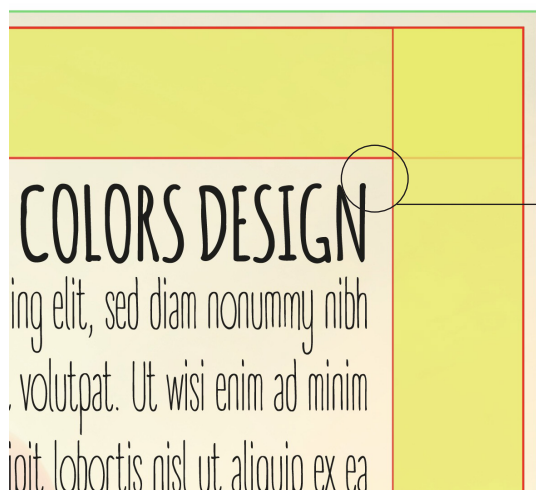 COLORS DESIGN
ing elit, sed diam nonummy nibh
volutpat. Ut wisi enim ad minim
ipit lobortis nisl ut aliquip ex ea